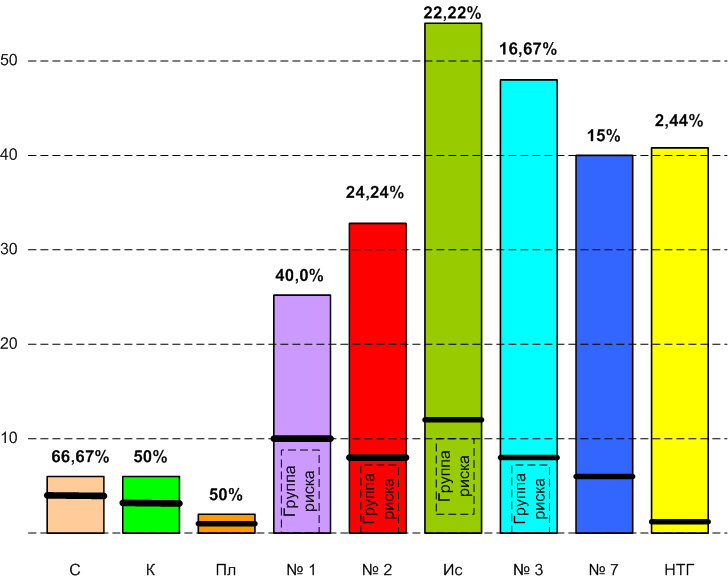 22,22%
16,67%
50
15%
2,44%
40
24,24%
30
40,0%
20
10
66,67%
50%
50%
Группа
риска
Группа
риска
Группа
риска
Группа
риска
С К Пл № 1 № 2 Ис № 3 № 7 НТГ